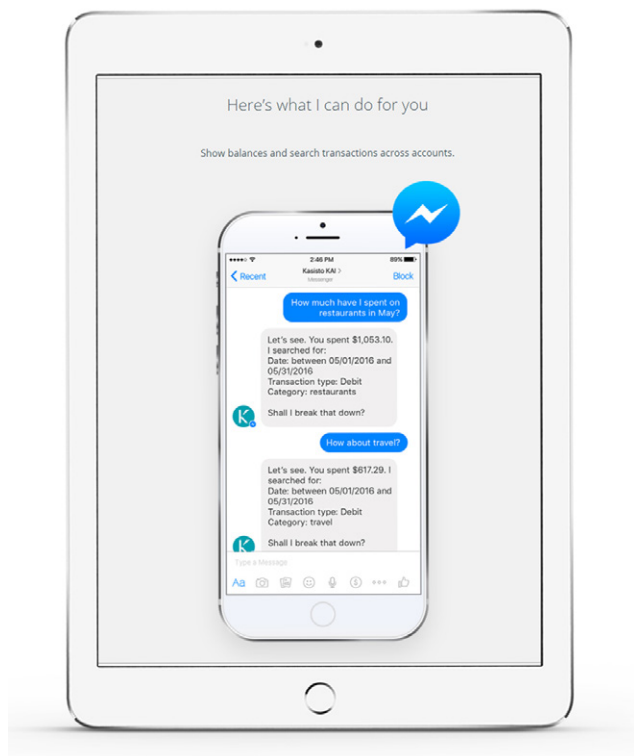 Here's what I can do for you
Show balances and search transactions across accounts.
2:46 PM
89%
Recent
Kasisto KAI >
Messenger
Block
How much have I spent on
restaurants in May?
Let's see. You spent $1,053.10.
I searched for:
Date: between 05/01/2016 and
05/31/2016
Transaction type: Debit
Category: restaurants
Shall I break that down?
K
How about travel?
Let's see. You spent $617.29. I
searched for:
Date: between 05/01/2016 and
05/31/2016
Transaction type: Debit
Category: travel
Shall I break that down?
K
Type a Message
Aa